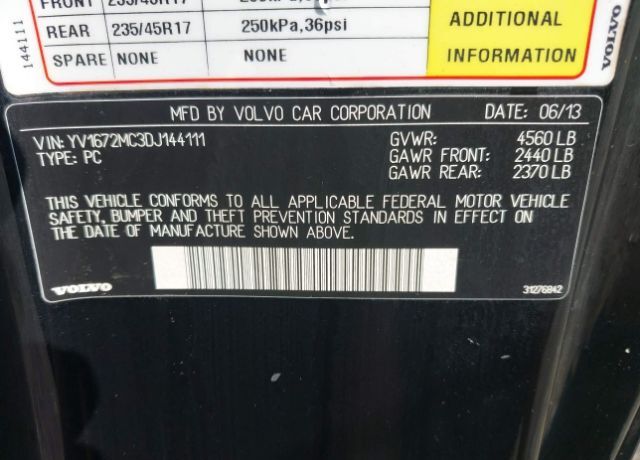 FRONT 235/45R17
REAR 235/45R17 250kPa,36psi
SPARE NONE NONE
ADDITIONAL
INFORMATION
VOLVO
144111
MFD BY VOLVO CAR CORPORATION DATE: 06/13
VIN: YV1672MC3DJ144111 GVWR: 4560 LB
TYPE: PC GAWR FRONT: 2440 LB
GAWR REAR: 2370 LB
THIS VEHICLE CONFORMS TO ALL APPLICABLE FEDERAL MOTOR VEHICLE
SAFETY, BUMPER AND THEFT PREVENTION STANDARDS IN EFFECT ON
THE DATE OF MANUFACTURE SHOWN ABOVE.
VOLVO 31276842